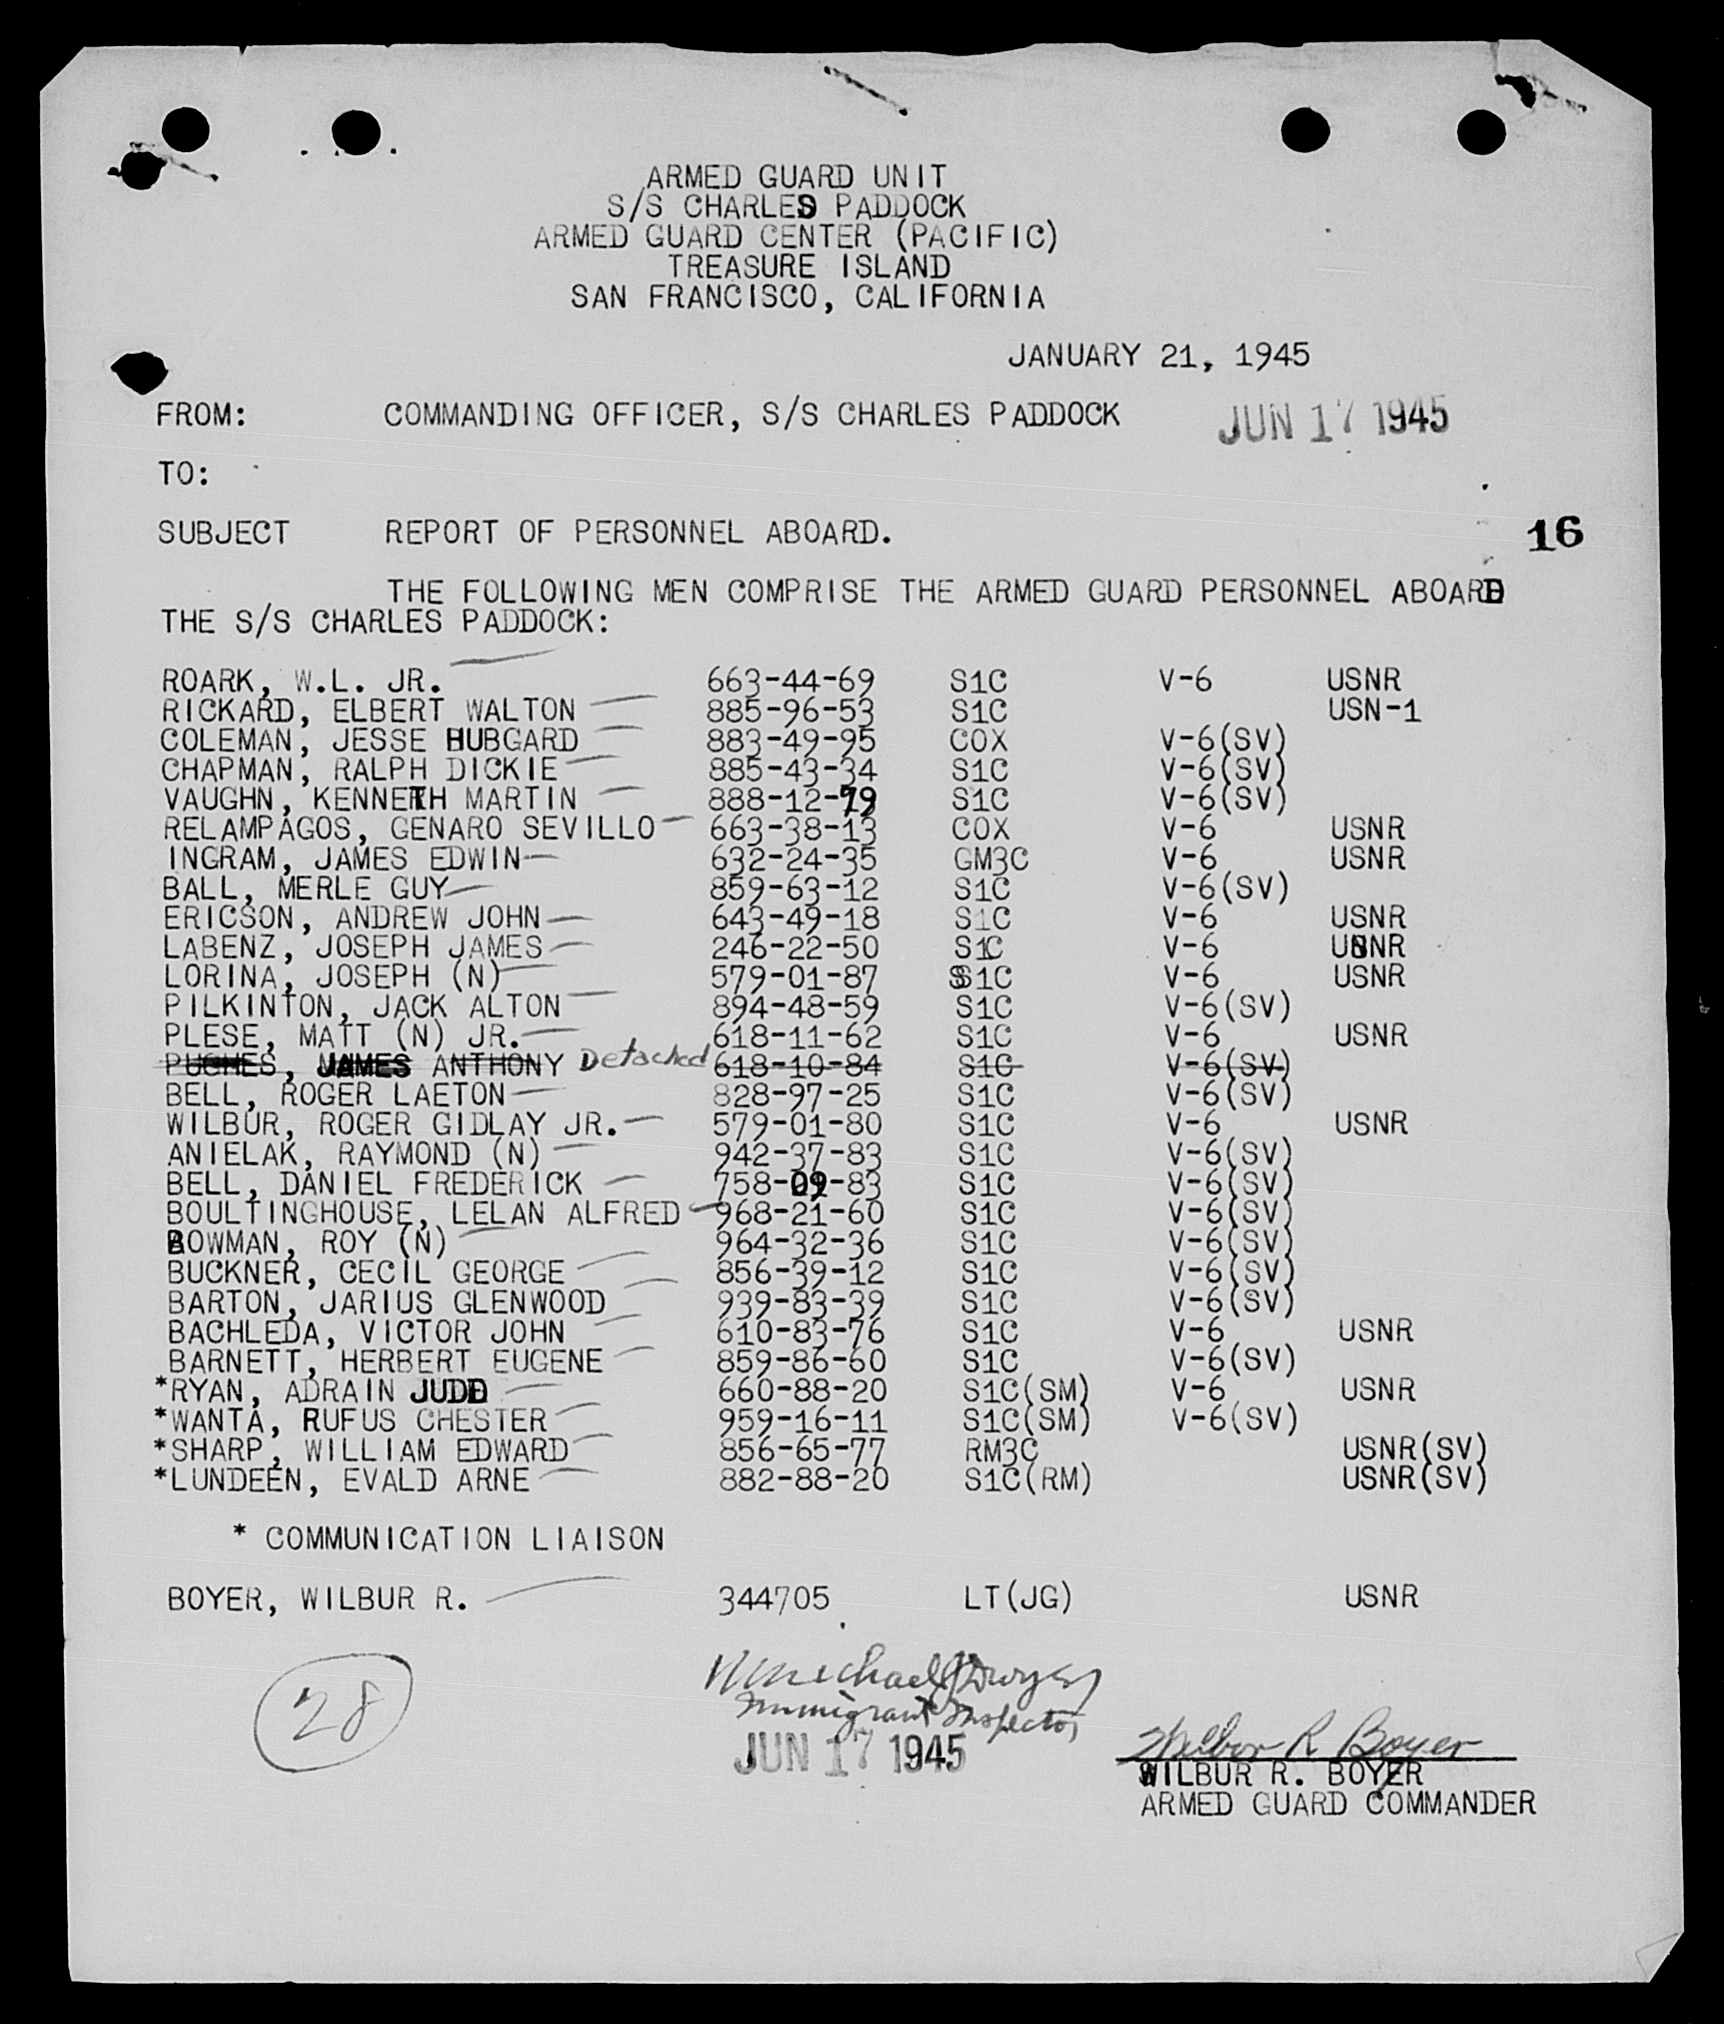 ARMED GUARD UNIT
S/S CHARLES PADDOCK
ARMED GUARD CENTER (PACIFIC)
TREASURE ISLAND
SAN FRANCISCO, CALIFORNIA
JANUARY 21, 1945
FROM: COMMANDING OFFICER, S/S CHARLES PADDOCK JUN 17 1945
TO:
SUBJECT REPORT OF PERSONNEL ABOARD. 16
THE FOLLOWING MEN COMPRISE THE ARMED GUARD PERSONNEL ABOARD
THE S/S CHARLES PADDOCK:
ROARK, W.L. JR. 663-44-69 S1C V-6 USNR
RICKARD, ELBERT WALTON 885-96-53 S1C USN-1
COLEMAN, JESSE HUBGARD 883-49-95 COX V-6(SV)
CHAPMAN, RALPH DICKIE 885-43-34 S1C V-6(SV)
VAUGHN, KENNETH MARTIN 888-12-79 S1C V-6(SV)
RELAMPAGOS, GENARO SEVILLO 663-38-13 COX V-6 USNR
INGRAM, JAMES EDWIN 632-24-35 GM3C V-6 USNR
BALL, MERLE GUY 859-63-12 S1C V-6(SV)
ERICSON, ANDREW JOHN 643-49-18 S1C V-6 USNR
LABENZ, JOSEPH JAMES 246-22-50 S1C V-6 USNR
LORINA, JOSEPH (N) 579-01-87 S1C V-6 USNR
PILKINTON, JACK ALTON 894-48-59 S1C V-6(SV)
PLESE, MATT (N) JR. 618-11-62 S1C V-6 USNR
PUGHES, JAMES ANTHONY Detached 618-10-84 S1C V-6(SV)
BELL, ROGER LAETON 828-97-25 S1C V-6(SV)
WILBUR, ROGER GIDLAY JR. 579-01-80 S1C V-6 USNR
ANIELAK, RAYMOND (N) 942-37-83 S1C V-6(SV)
BELL, DANIEL FREDERICK 758-09-83 S1C V-6(SV)
BOULTINGHOUSE, LELAN ALFRED 968-21-60 S1C V-6(SV)
BOWMAN, ROY (N) 964-32-36 S1C V-6(SV)
BUCKNER, CECIL GEORGE 856-39-12 S1C V-6(SV)
BARTON, JARIUS GLENWOOD 939-83-39 S1C V-6(SV)
BACHLEDA, VICTOR JOHN 610-83-76 S1C V-6 USNR
BARNETT, HERBERT EUGENE 859-86-60 S1C V-6(SV)
*RYAN, ADRAIN JUDD 660-88-20 S1C(SM) V-6 USNR
*WANTA, RUFUS CHESTER 959-16-11 S1C(SM) V-6(SV)
*SHARP, WILLIAM EDWARD 856-65-77 RM3C USNR(SV)
*LUNDEEN, EVALD ARNE 882-88-20 S1C(RM) USNR(SV)
* COMMUNICATION LIAISON
BOYER, WILBUR R. 344705 LT(JG) USNR
28
Michael J Dwyer
Immigrant Inspector
JUN 17 1945
Wilbur R Boyer
WILBUR R. BOYER
ARMED GUARD COMMANDER